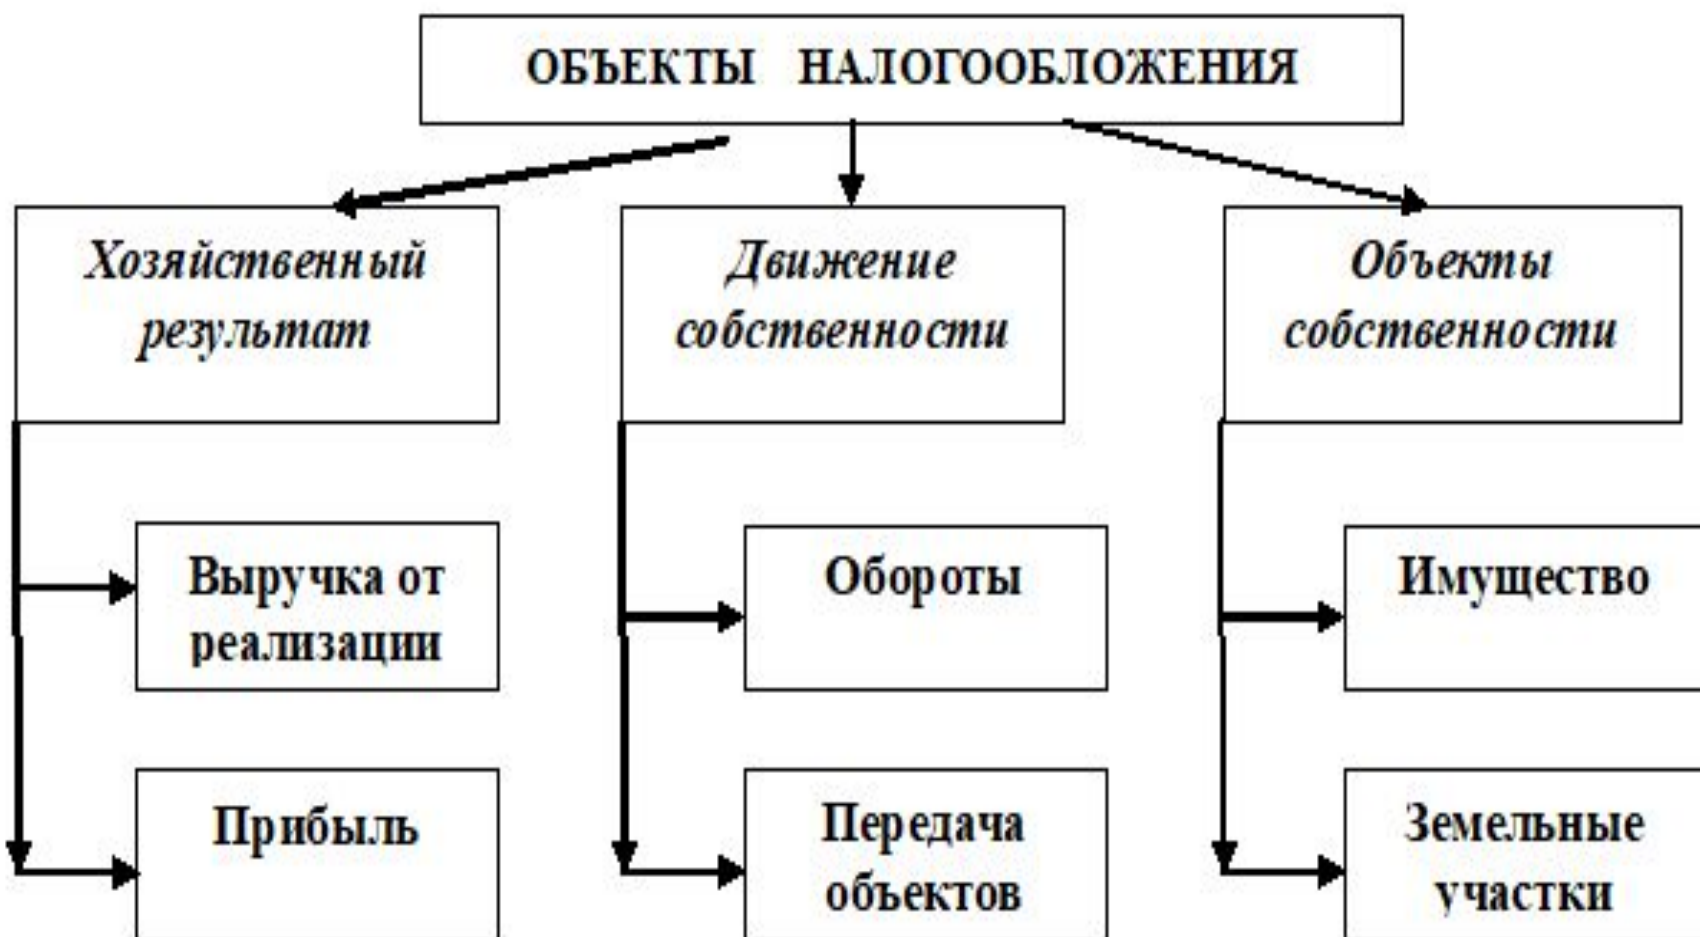 ОБЪЕКТЫ НАЛОГООБЛОЖЕНИЯ
Хозяйственный
результат
Движение
собственности
Объекты
собственности
Выручка от
реализации
Обороты
Имущество
Прибыль
Передача
объектов
Земельные
участки